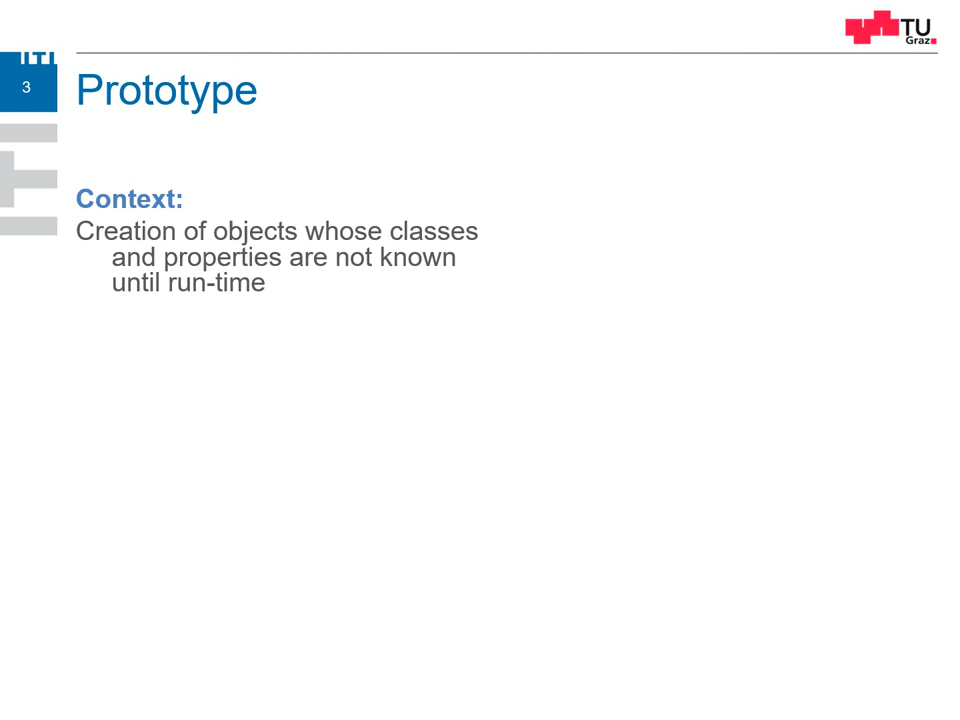 TU
Graz
3
Prototype
Context:
Creation of objects whose classes
and properties are not known
until run-time